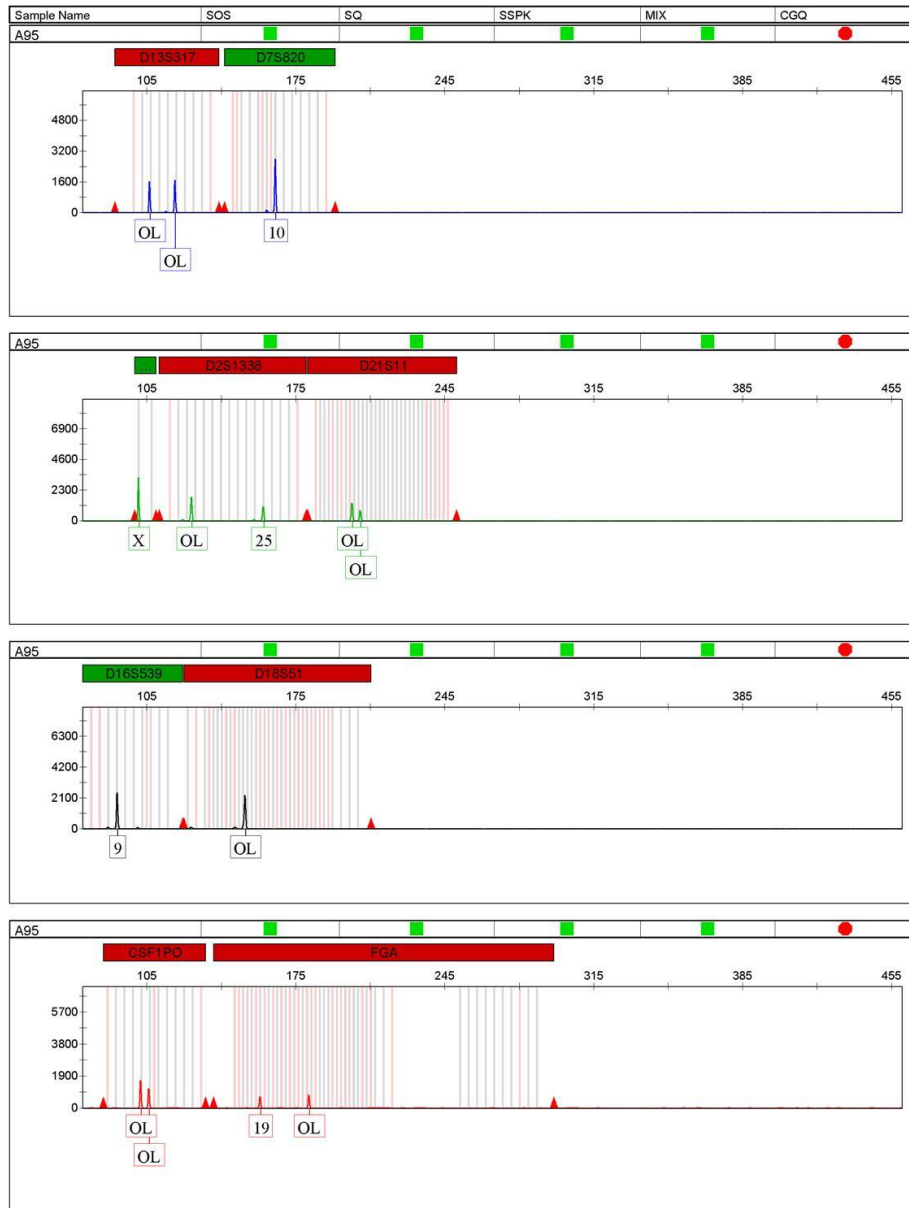 Sample Name SOS SQ SSPK MIX CGQ
A95
D13S317 D7S820
105 175 245 315 385 455
4800
3200
1600
0
OL 10
OL
A95
... D2S1338 D21S11
105 175 245 315 385 455
6900
4600
2300
0
X OL 25 OL
OL
A95
D16S539 D18S51
105 175 245 315 385 455
6300
4200
2100
0
9 OL
A95
CSF1PO FGA
105 175 245 315 385 455
5700
3800
1900
0
OL 19 OL
OL